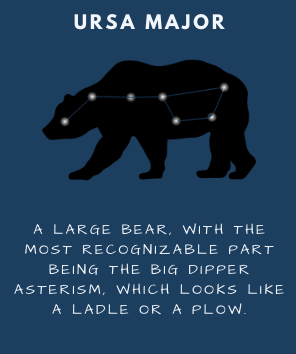 URSA MAJOR
A LARGE BEAR, WITH THE
MOST RECOGNIZABLE PART
BEING THE BIG DIPPER
ASTERISM, WHICH LOOKS LIKE
A LADLE OR A PLOW.